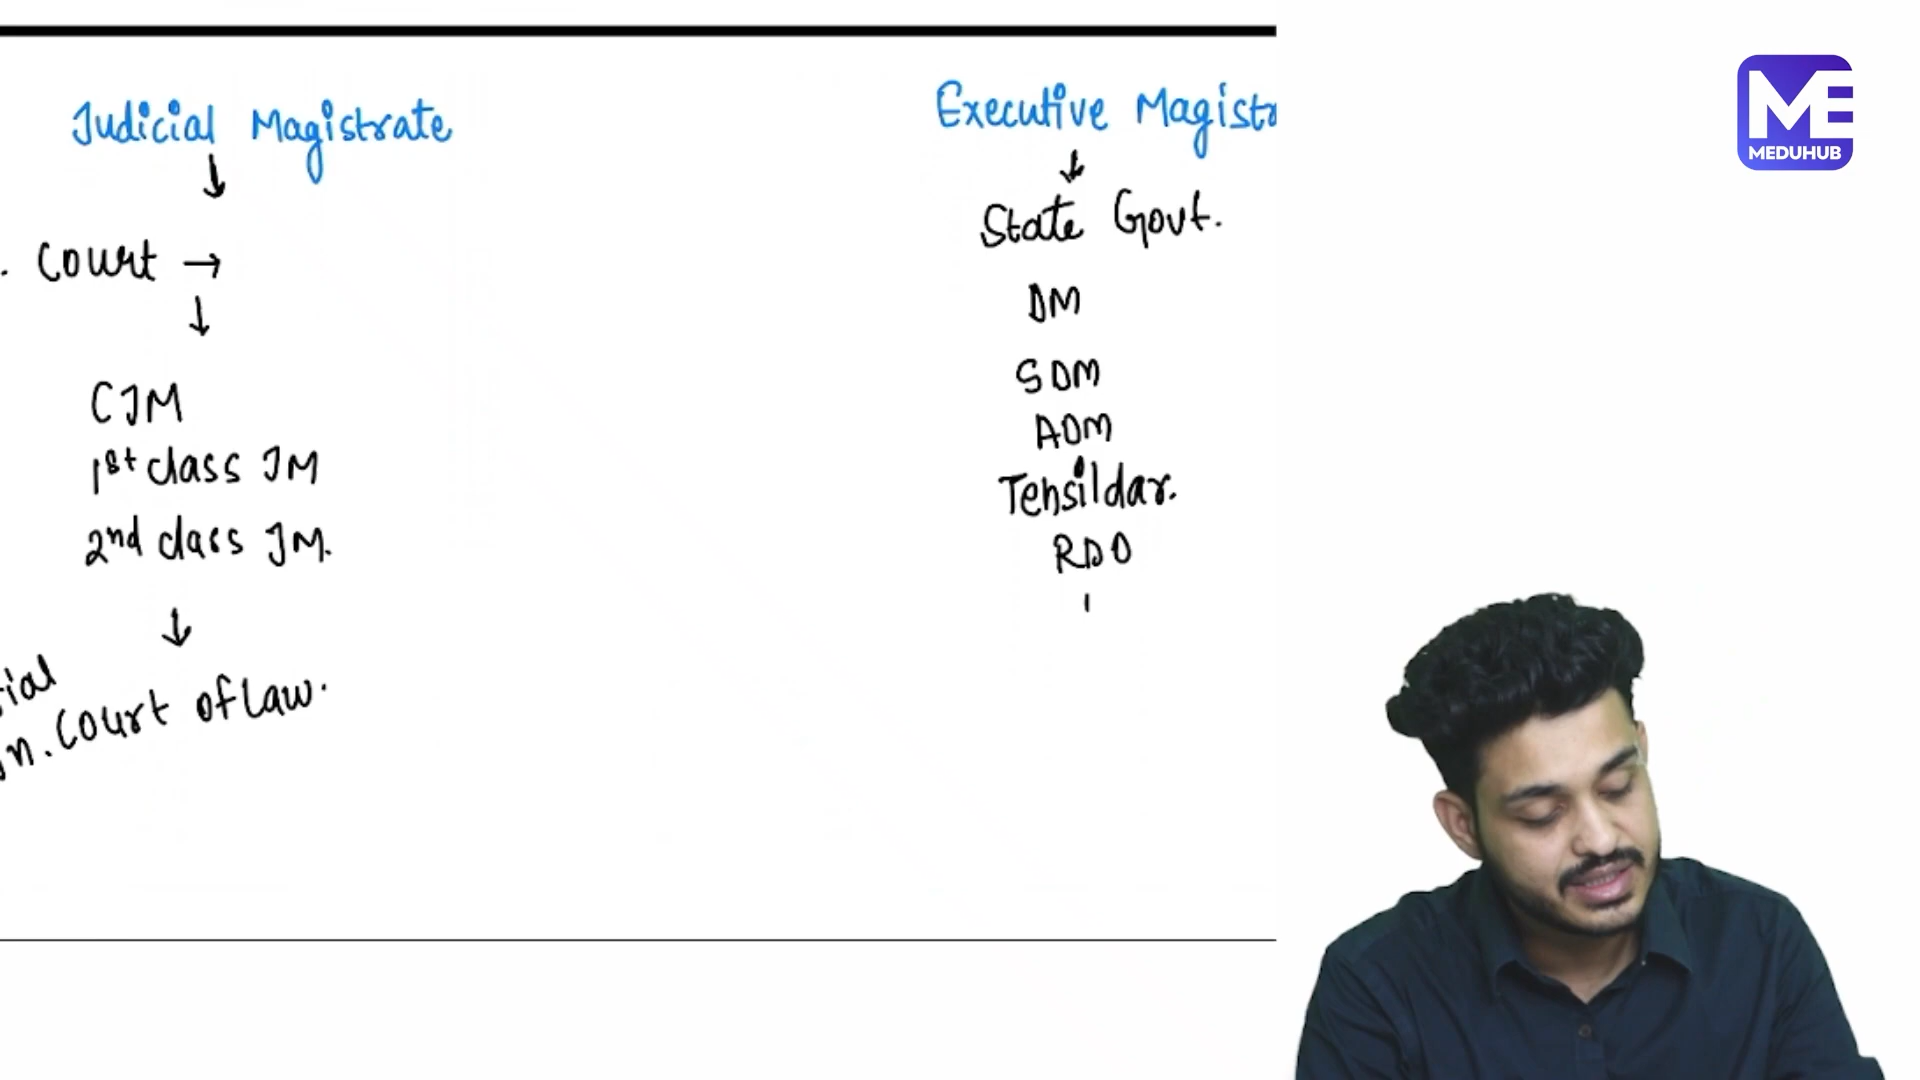 Judicial Magistrate
. Court →
CJM
1st class JM
2nd class JM.
Court of Law.
Executive Magistr
State Govt.
DM
SDM
ADM
Tehsildar.
RDO
ME
MEDUHUB